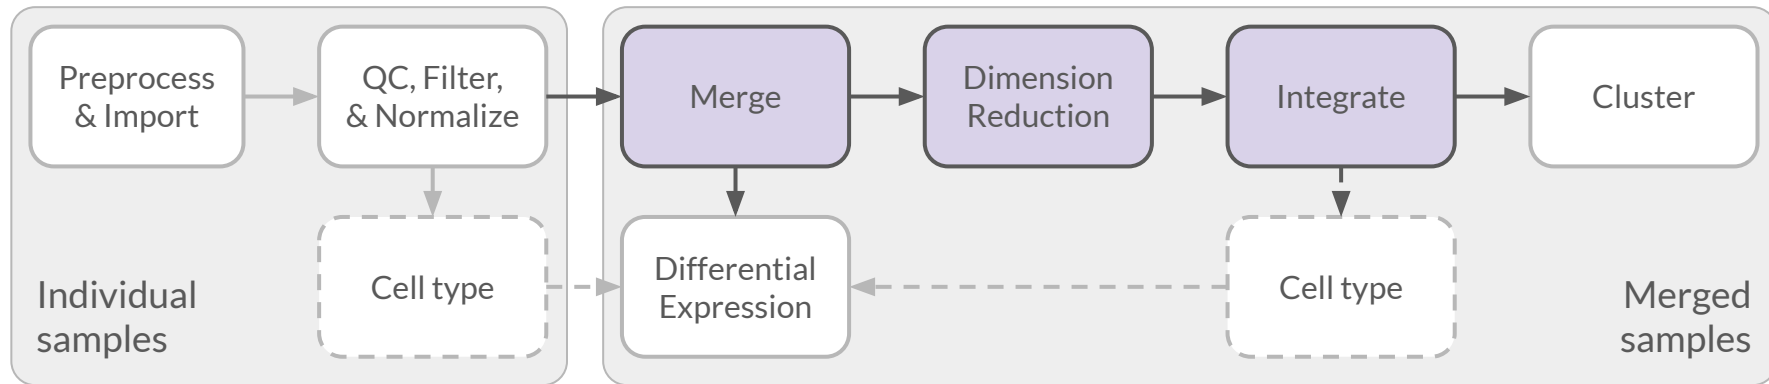 Preprocess
& Import
QC, Filter,
& Normalize
Merge
Dimension
Reduction
Integrate
Cluster
Individual
samples
Cell type
Differential
Expression
Cell type
Merged
samples